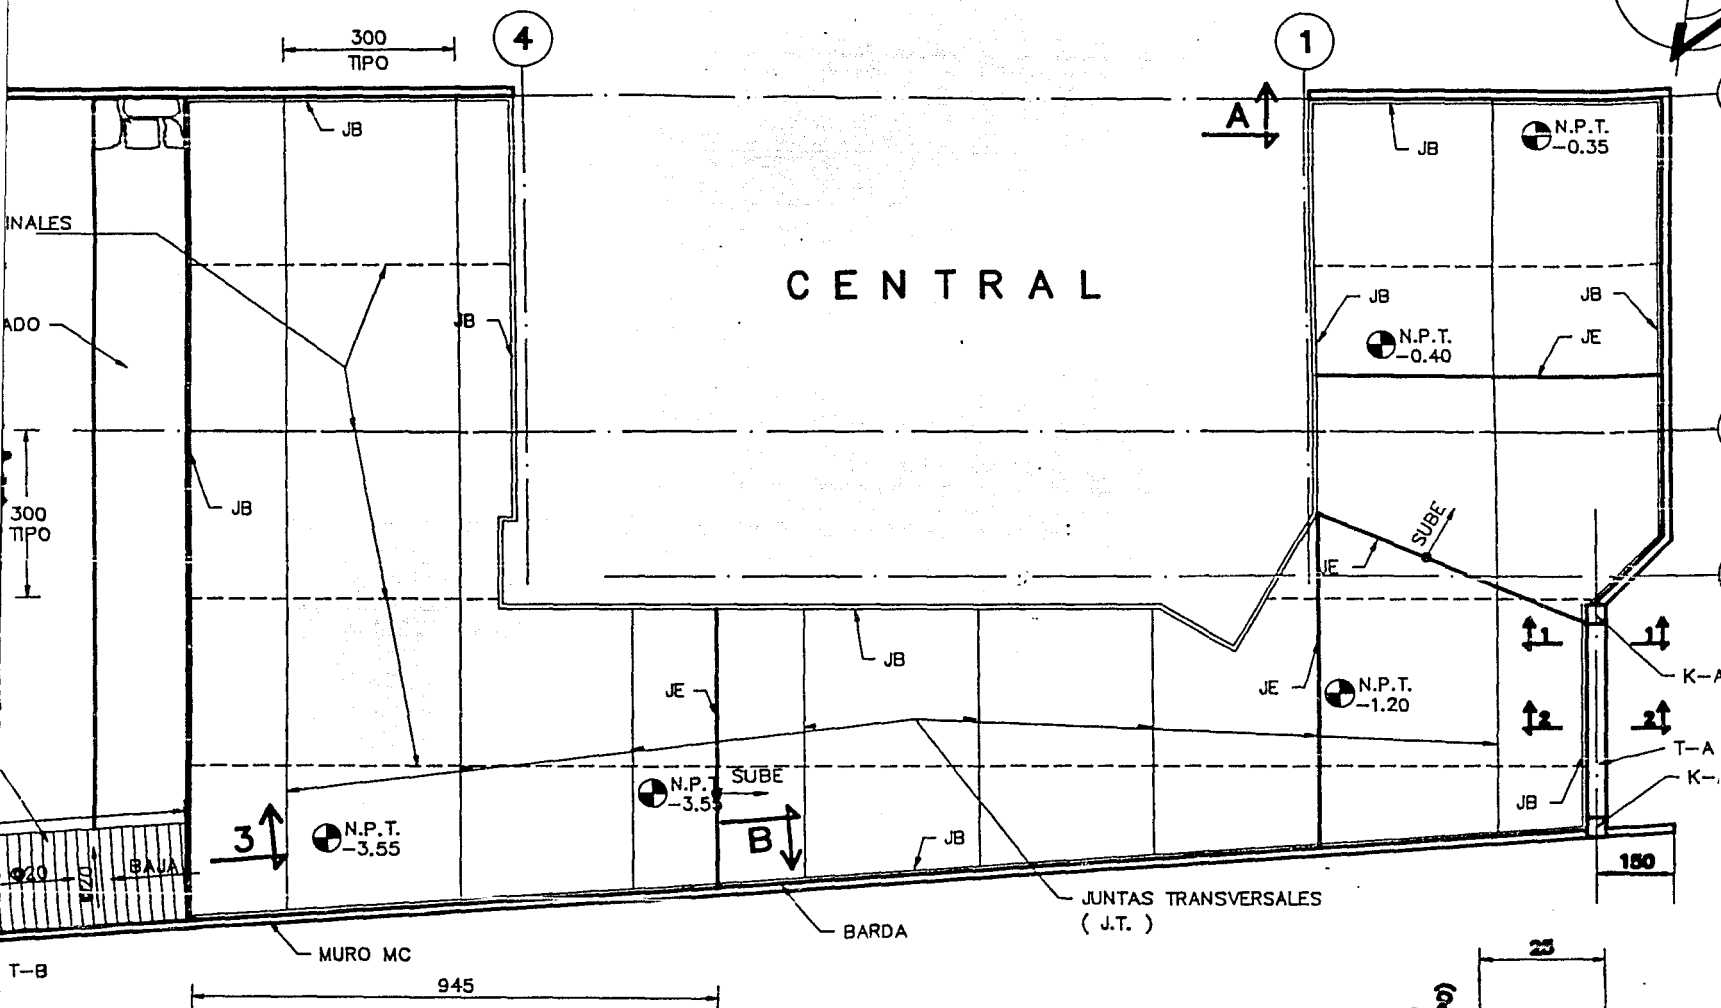 300
TIPO
4
1
A
JB
N.P.T.
-0.35
JB
INALES
CENTRAL
JB
JB
JB
ADO
N.P.T.
-0.40
JE
JB
300
TIPO
SUBE
JE
1
1
JB
K-A
JE
JE
N.P.T.
-1.20
2
2
T-A
N.P.T.
-3.55
SUBE
K-
JB
3
N.P.T.
-3.55
B
JB
BAJA
150
JUNTAS TRANSVERSALES
( J.T. )
BARDA
MURO MC
T-B
945
25